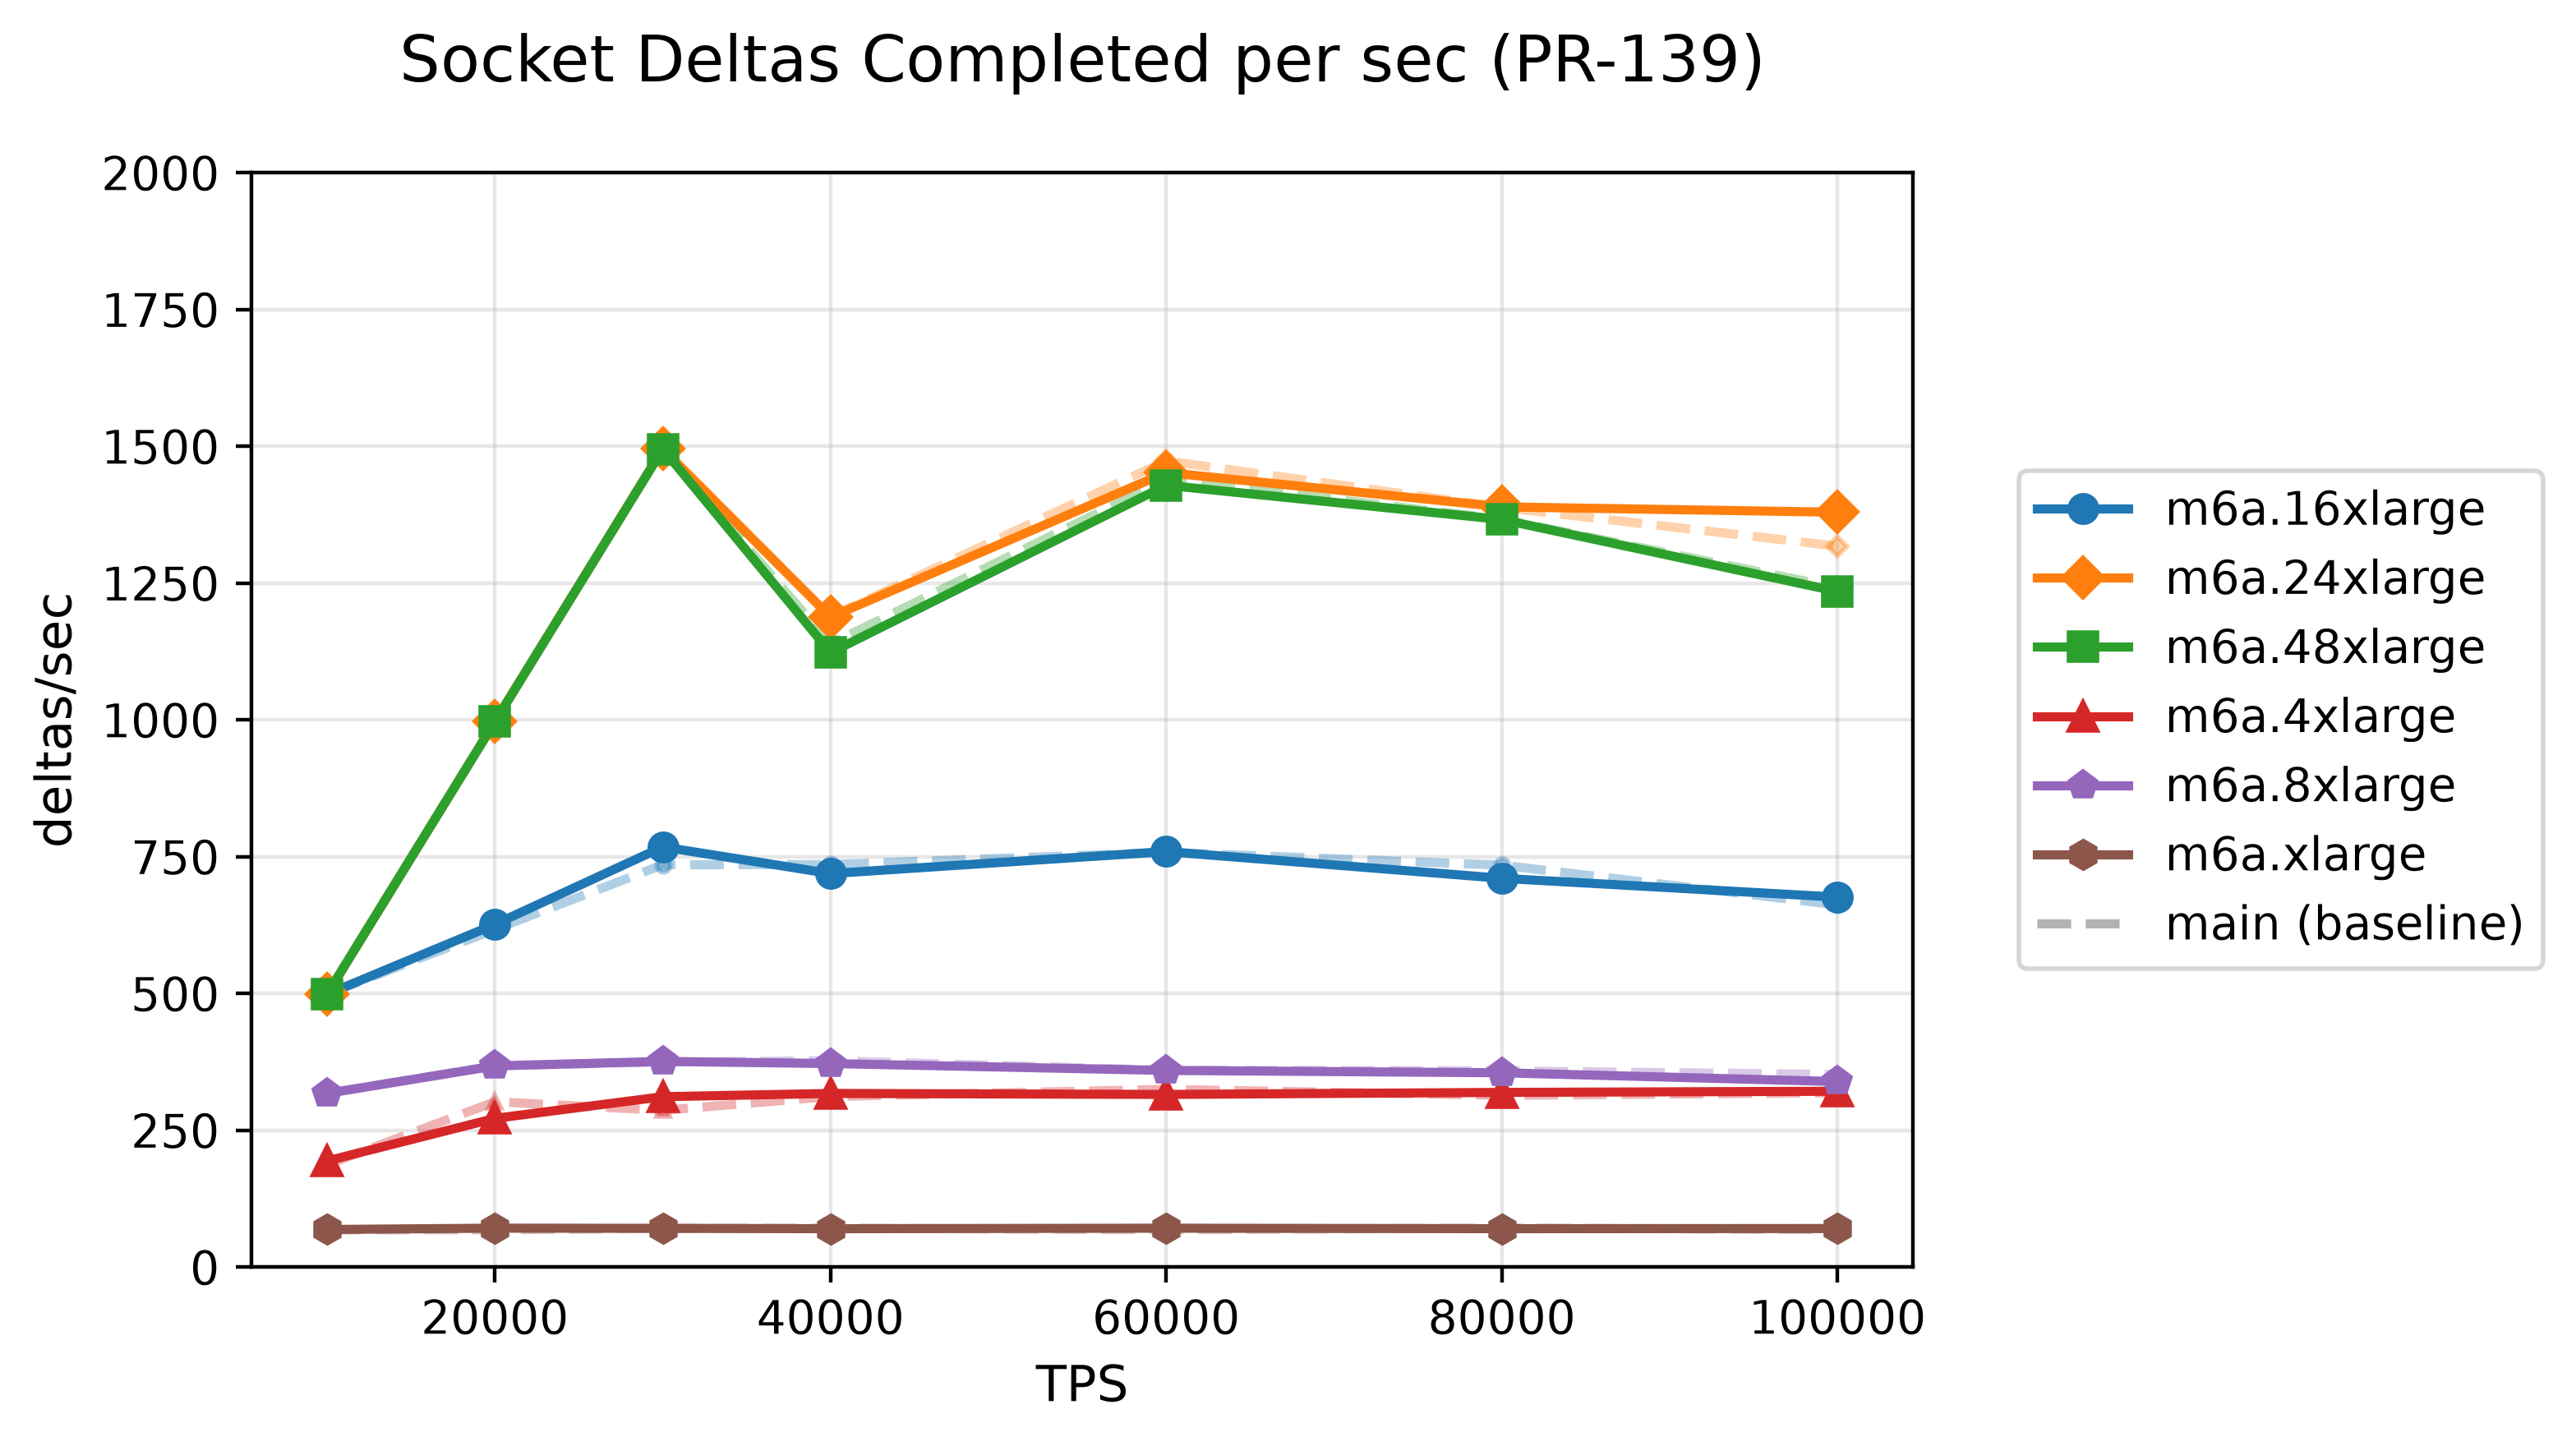 Socket Deltas Completed per sec (PR-139)
2000
1750
1500
1250
1000
750
500
250
0
deltas/sec
20000 40000 60000 80000 100000
TPS
m6a.16xlarge
m6a.24xlarge
m6a.48xlarge
m6a.4xlarge
m6a.8xlarge
m6a.xlarge
main (baseline)